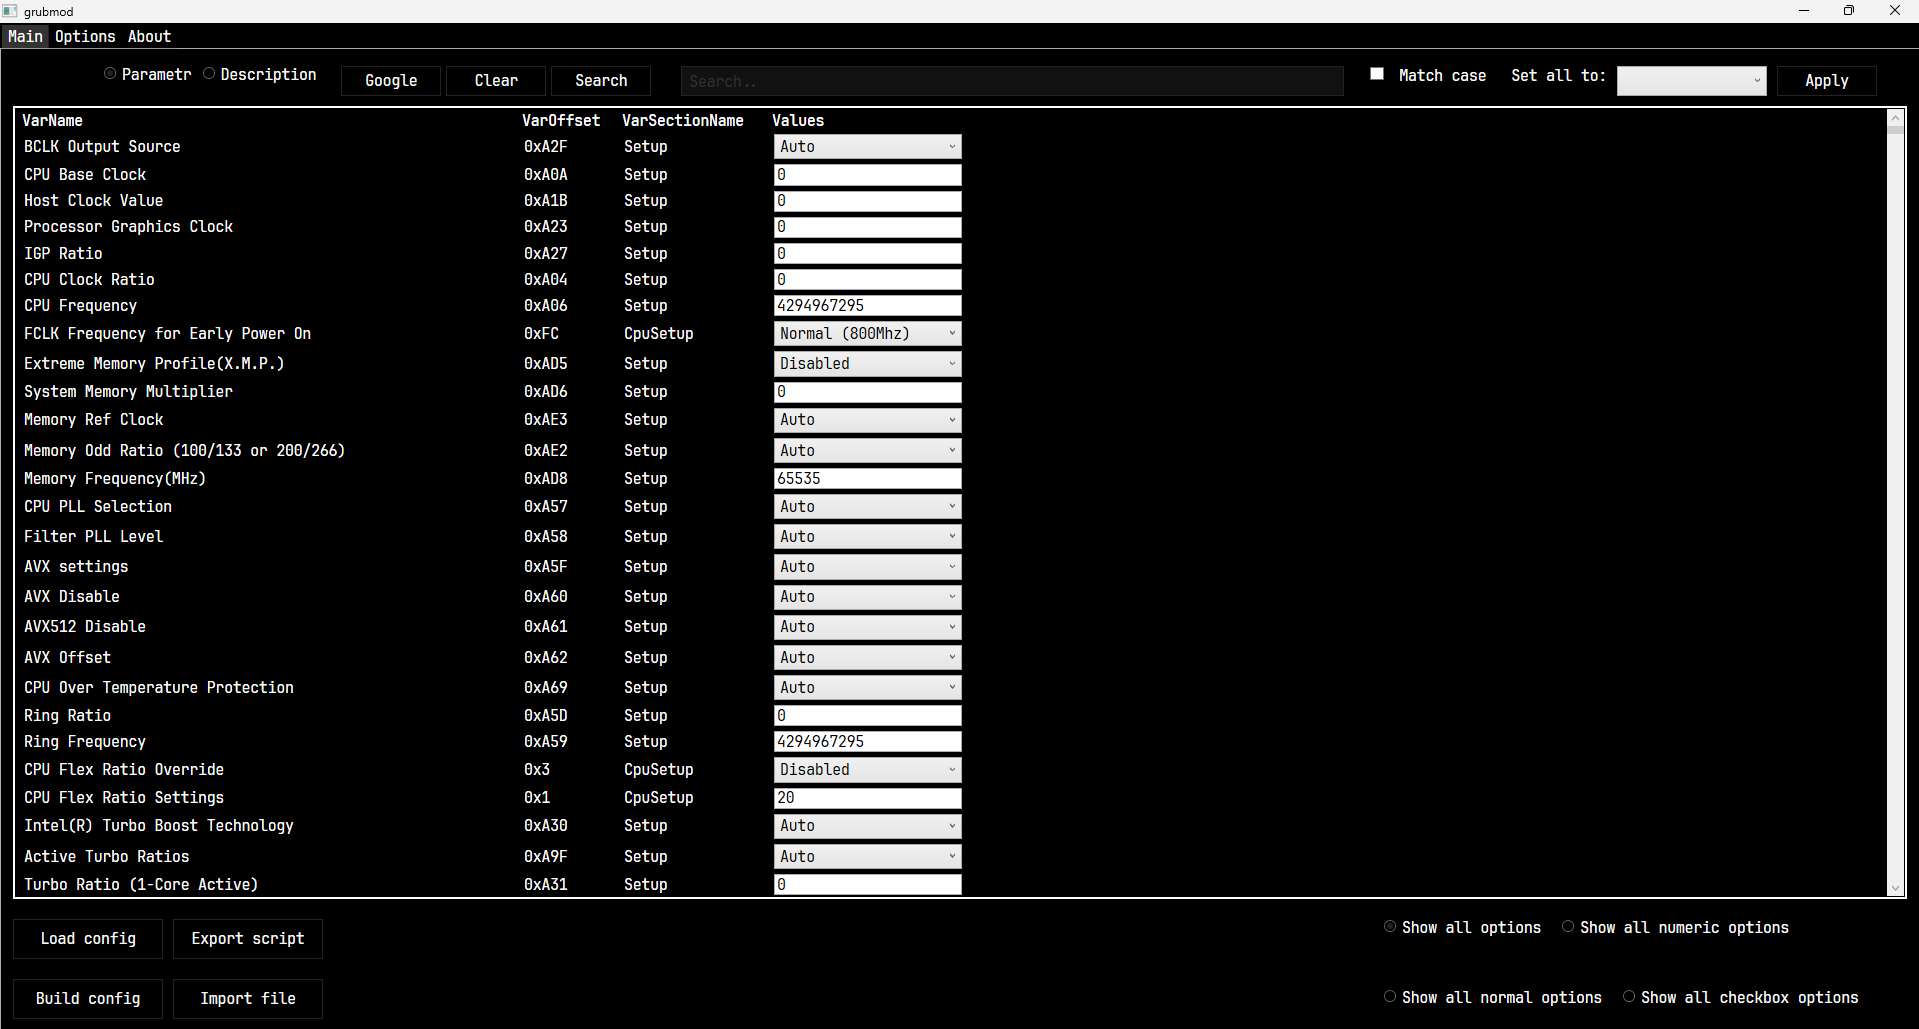 grubmod
Main Options About
Parametr Description Google Clear Search Search.. Match case Set all to: Apply
VarName VarOffset VarSectionName Values
BCLK Output Source 0xA2F Setup Auto
CPU Base Clock 0xA0A Setup 0
Host Clock Value 0xA1B Setup 0
Processor Graphics Clock 0xA23 Setup 0
IGP Ratio 0xA27 Setup 0
CPU Clock Ratio 0xA04 Setup 0
CPU Frequency 0xA06 Setup 4294967295
FCLK Frequency for Early Power On 0xFC CpuSetup Normal (800Mhz)
Extreme Memory Profile(X.M.P.) 0xAD5 Setup Disabled
System Memory Multiplier 0xAD6 Setup 0
Memory Ref Clock 0xAE3 Setup Auto
Memory Odd Ratio (100/133 or 200/266) 0xAE2 Setup Auto
Memory Frequency(MHz) 0xAD8 Setup 65535
CPU PLL Selection 0xA57 Setup Auto
Filter PLL Level 0xA58 Setup Auto
AVX settings 0xA5F Setup Auto
AVX Disable 0xA60 Setup Auto
AVX512 Disable 0xA61 Setup Auto
AVX Offset 0xA62 Setup Auto
CPU Over Temperature Protection 0xA69 Setup Auto
Ring Ratio 0xA5D Setup 0
Ring Frequency 0xA59 Setup 4294967295
CPU Flex Ratio Override 0x3 CpuSetup Disabled
CPU Flex Ratio Settings 0x1 CpuSetup 20
Intel(R) Turbo Boost Technology 0xA30 Setup Auto
Active Turbo Ratios 0xA9F Setup Auto
Turbo Ratio (1-Core Active) 0xA31 Setup 0
Load config Export script Show all options Show all numeric options
Build config Import file Show all normal options Show all checkbox options